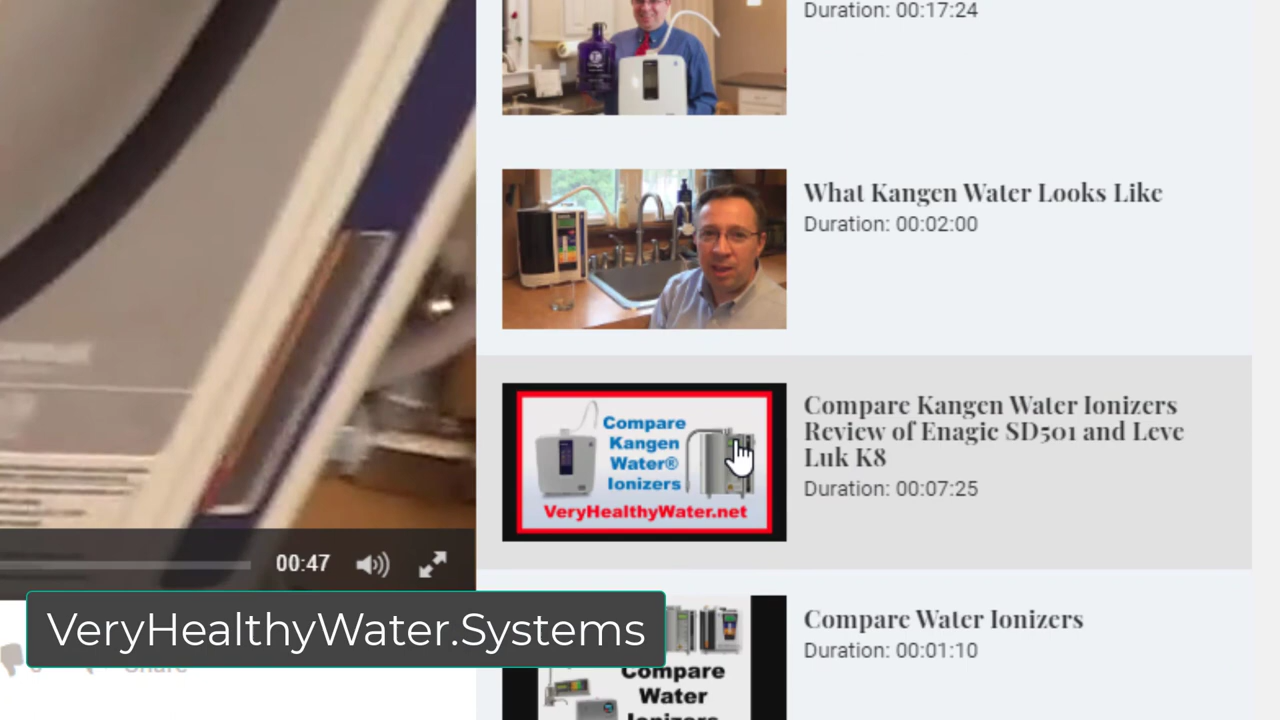 Duration: 00:17:24
What Kangen Water Looks Like
Duration: 00:02:00
Compare
Kangen
Water®
Ionizers
VeryHealthyWater.net
Compare Kangen Water Ionizers
Review of Enagic SD501 and Leve
Luk K8
Duration: 00:07:25
00:47
VeryHealthyWater.Systems
Share
Compare Water Ionizers
Duration: 00:01:10
Compare
Water
Ionizers